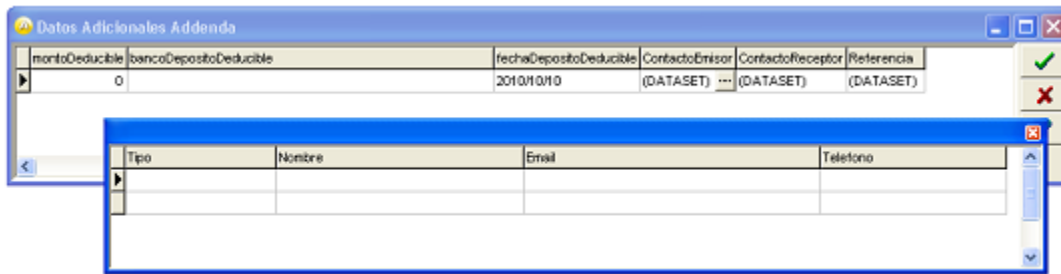 Datos Adicionales Addenda
montoDeducible bancoDepositoDeducible fechaDepositoDeducible ContactoEmisor ContactoReceptor Referencia
0 2010/10/10 (DATASET) ... (DATASET) (DATASET)
Tipo Nombre Email Telefono